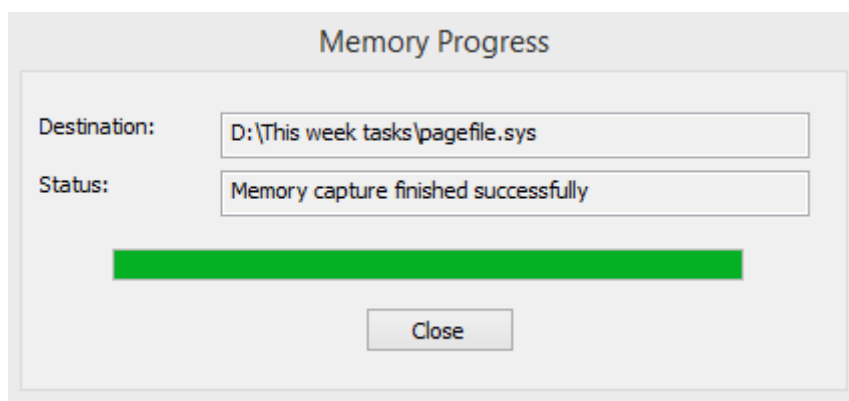 Memory Progress
Destination: D:\This week tasks\pagefile.sys
Status: Memory capture finished successfully
Close